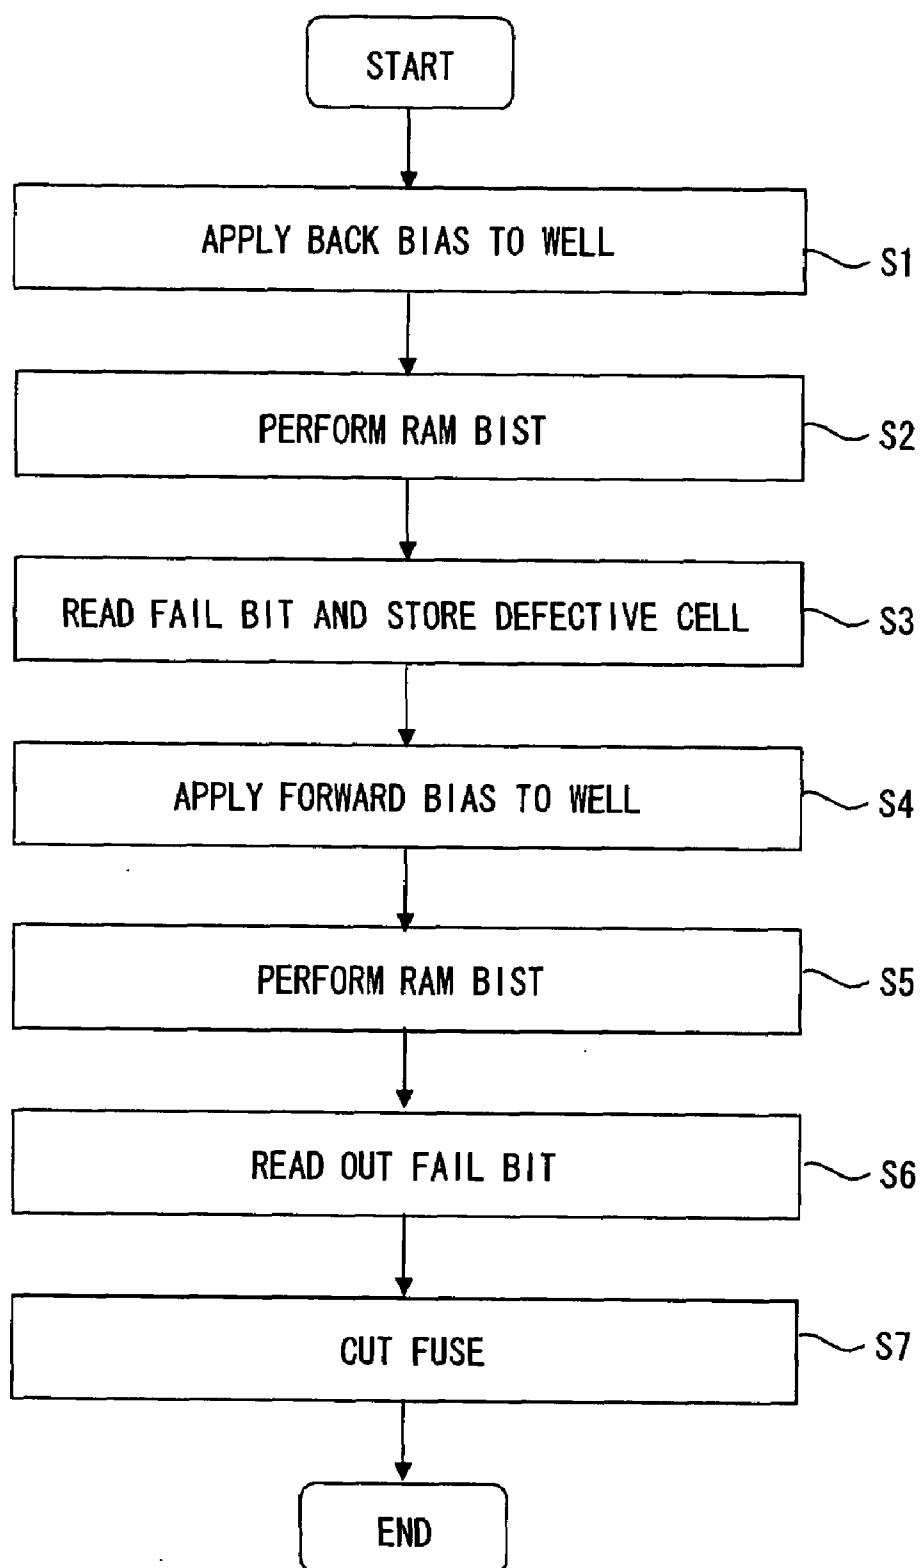 START
APPLY BACK BIAS TO WELL
S1
PERFORM RAM BIST
S2
READ FAIL BIT AND STORE DEFECTIVE CELL
S3
APPLY FORWARD BIAS TO WELL
S4
PERFORM RAM BIST
S5
READ OUT FAIL BIT
S6
CUT FUSE
S7
END